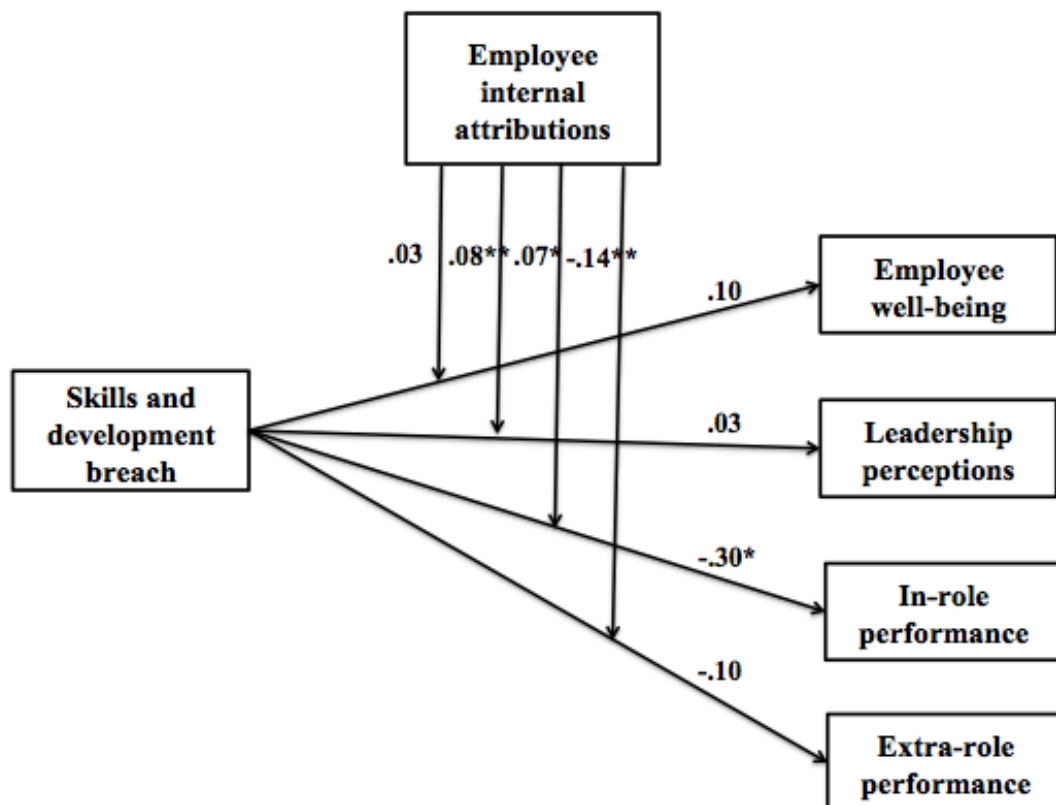 Employee
internal
attributions
.03 .08** .07* -.14**
.10
Employee
well-being
Skills and
development
breach
.03
Leadership
perceptions
-.30*
In-role
performance
-.10
Extra-role
performance